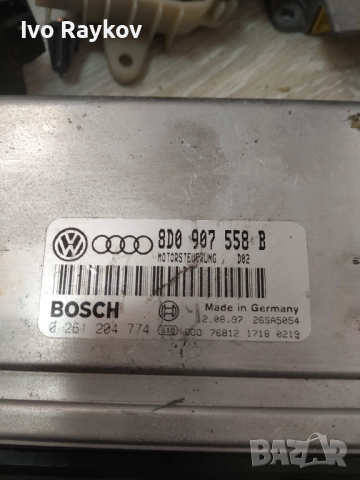 Ivo Raykov
8D0 907 558 B
MOTORSTEUERUNG D02
BOSCH
Made in Germany
0 261 204 774
12.08.97 26SA5054
76812 1718 0219
BAZAR